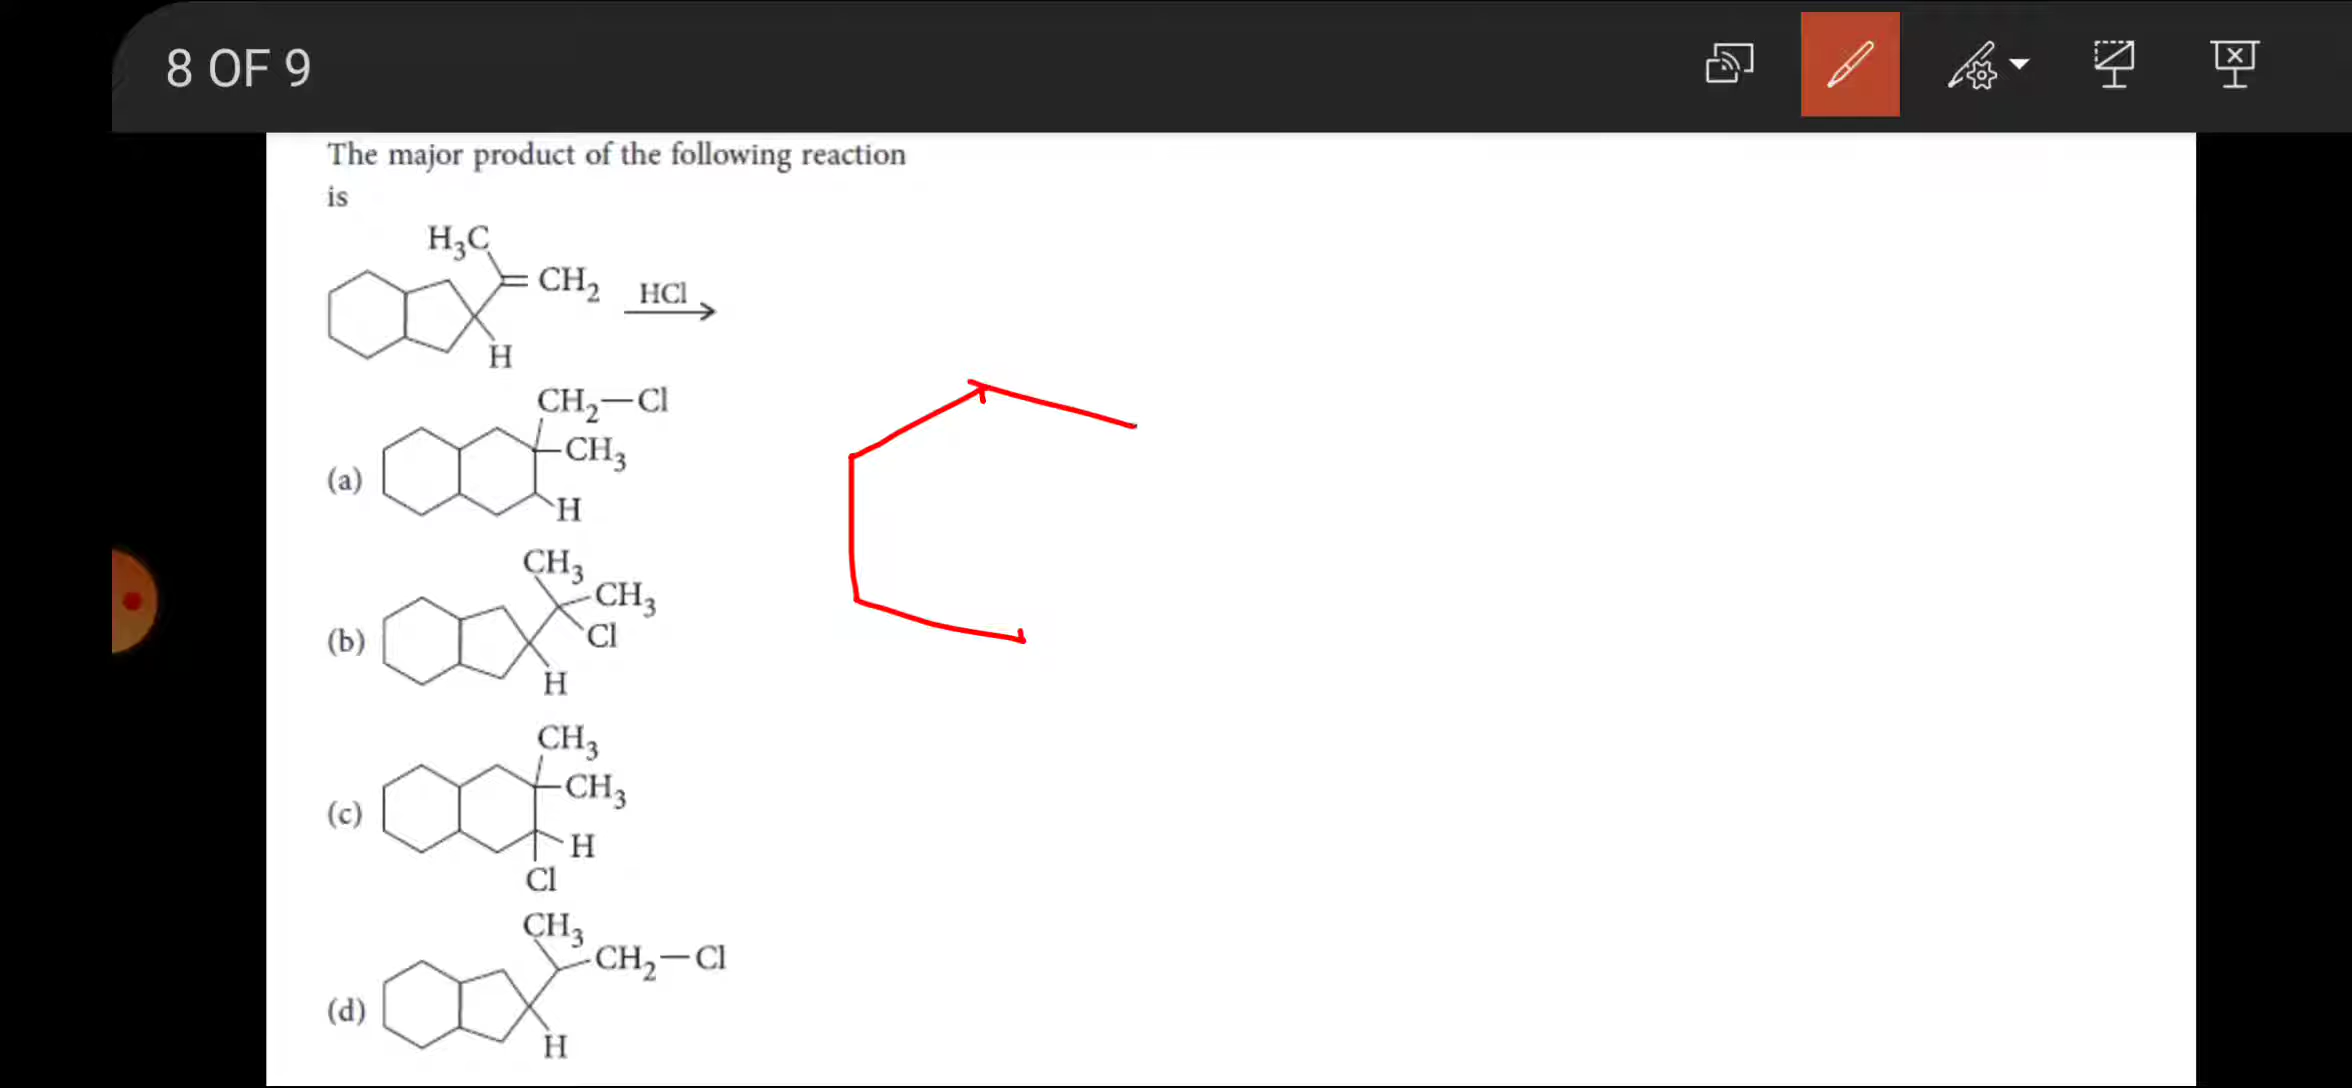 8 OF 9
The major product of the following reaction
is
H₃C
CH₂
HCl
H
CH₂—Cl
CH₃
(a)
H
CH₃
CH₃
(b)
Cl
H
CH₃
CH₃
(c)
H
Cl
CH₃
CH₂—Cl
(d)
H